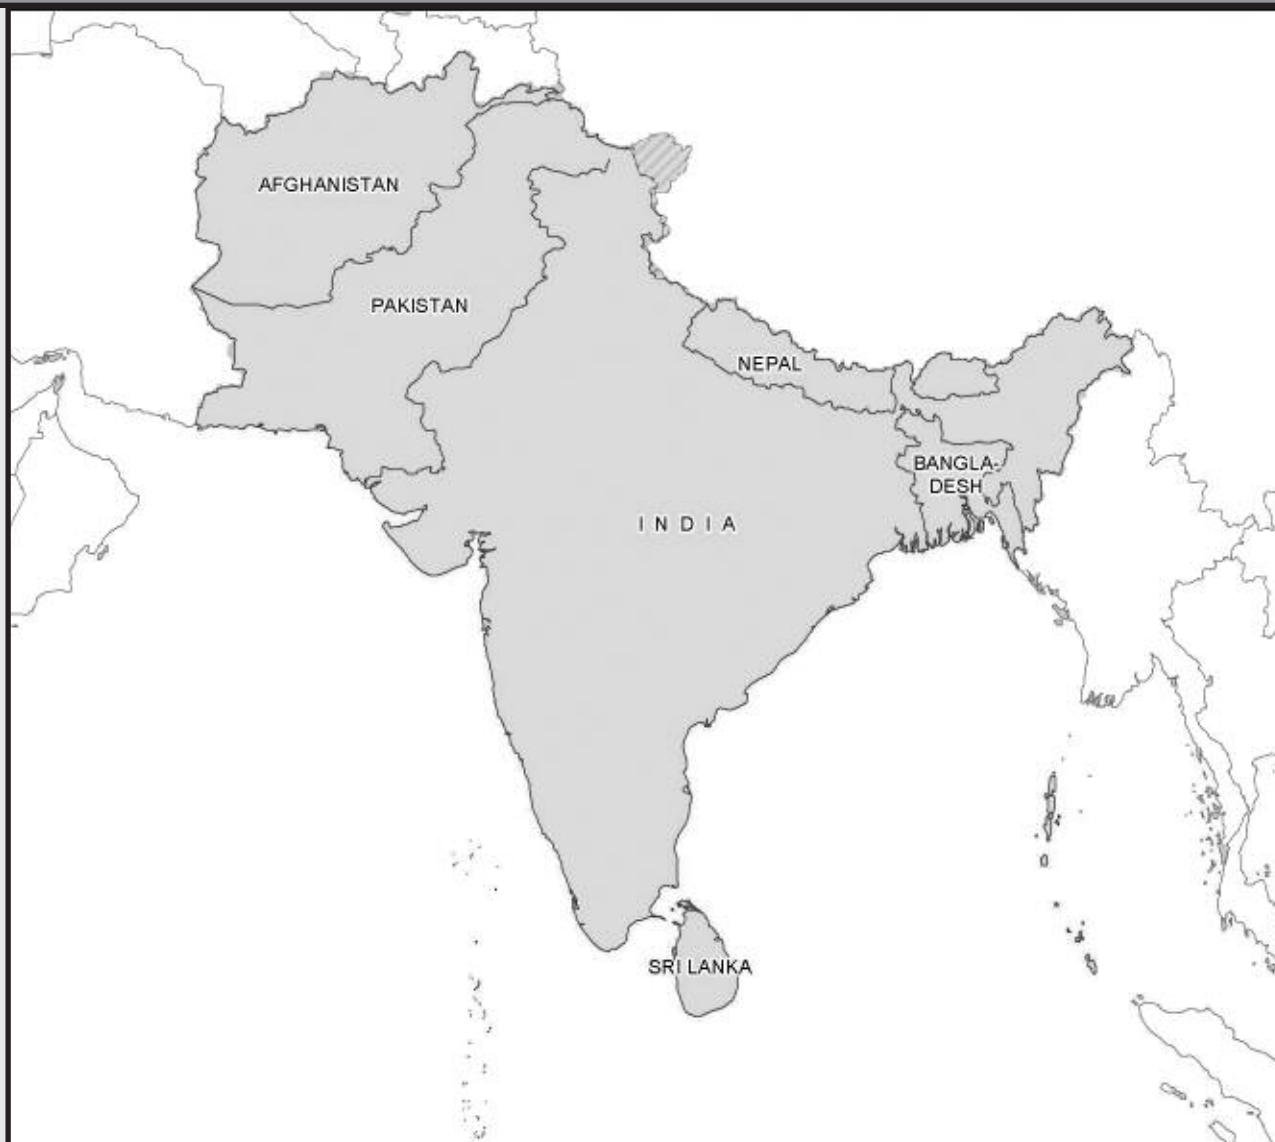 AFGHANISTAN
PAKISTAN
NEPAL
BANGLA-
DESH
I N D I A
SRI LANKA